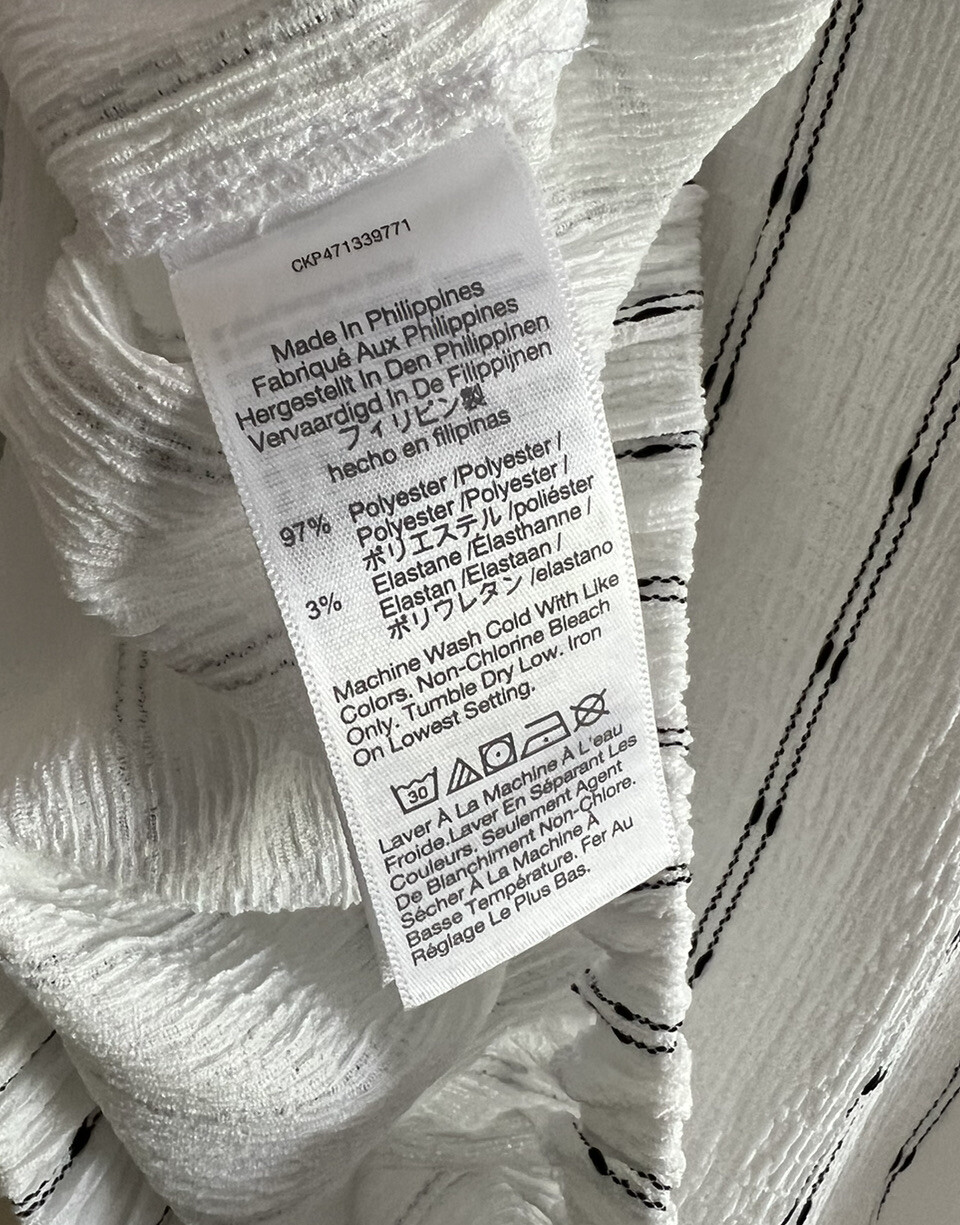 CKP471339771
Made In Philippines
Fabriqué Aux Philippines
Hergestellt In Den Philippinen
Vervaardigd In De Filippijnen
フィリピン製
hecho en filipinas
97% Polyester /Polyester /
Polyester /Polyester /
ポリエステル /poliéster
3% Elastane /Élasthanne /
Elastan /Elastaan /
ポリウレタン /elastano
Machine Wash Cold With Like
Colors. Non-Chlorine Bleach
Only. Tumble Dry Low. Iron
On Lowest Setting.
30
Laver À La Machine À L'eau
Froide. Laver En Séparant Les
Couleurs. Seulement Agent
De Blanchiment Non-Chlore.
Sécher À La Machine À
Basse Température. Fer Au
Réglage Le Plus Bas.